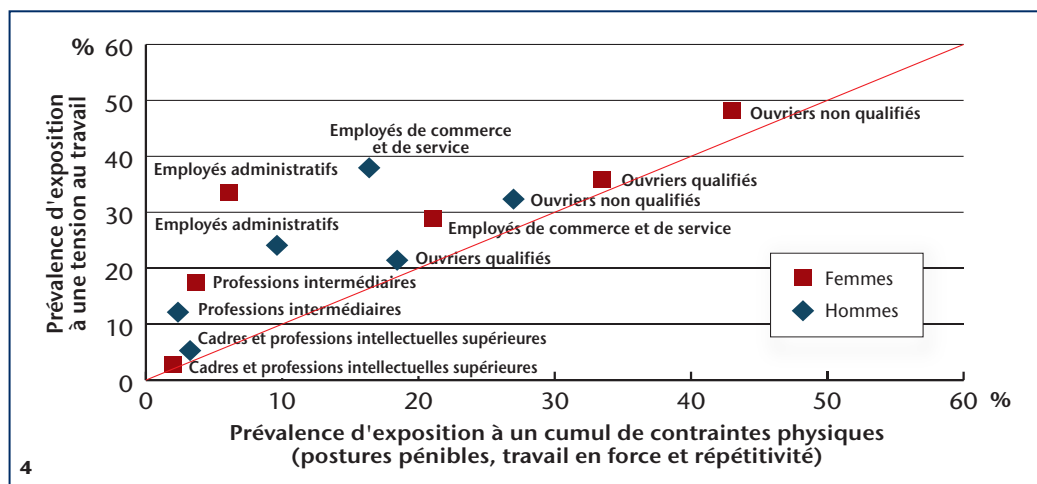 % 60
50
40
30
20
10
0
Prévalence d'exposition
à une tension au travail
Ouvriers non qualifiés
Employés de commerce
et de service
Employés administratifs
Ouvriers qualifiés
Ouvriers non qualifiés
Employés administratifs
Employés de commerce et de service
Ouvriers qualifiés
Professions intermédiaires
Professions intermédiaires
Cadres et professions intellectuelles supérieures
Cadres et professions intellectuelles supérieures
Femmes
Hommes
0 10 20 30 40 50 60 %
Prévalence d'exposition à un cumul de contraintes physiques
(postures pénibles, travail en force et répétitivité)
4